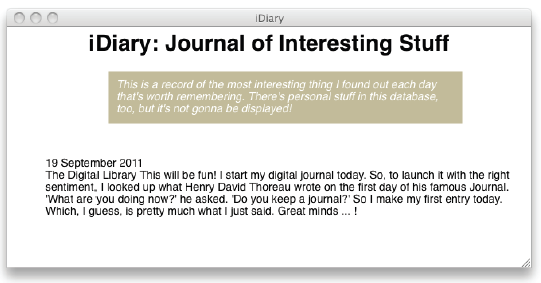 iDiary
iDiary: Journal of Interesting Stuff
This is a record of the most interesting thing I found out each day
that's worth remembering. There's personal stuff in this database,
too, but it's not gonna be displayed!
19 September 2011
The Digital Library This will be fun! I start my digital journal today. So, to launch it with the right
sentiment, I looked up what Henry David Thoreau wrote on the first day of his famous Journal.
'What are you doing now?' he asked. 'Do you keep a journal?' So I make my first entry today.
Which, I guess, is pretty much what I just said. Great minds ... !